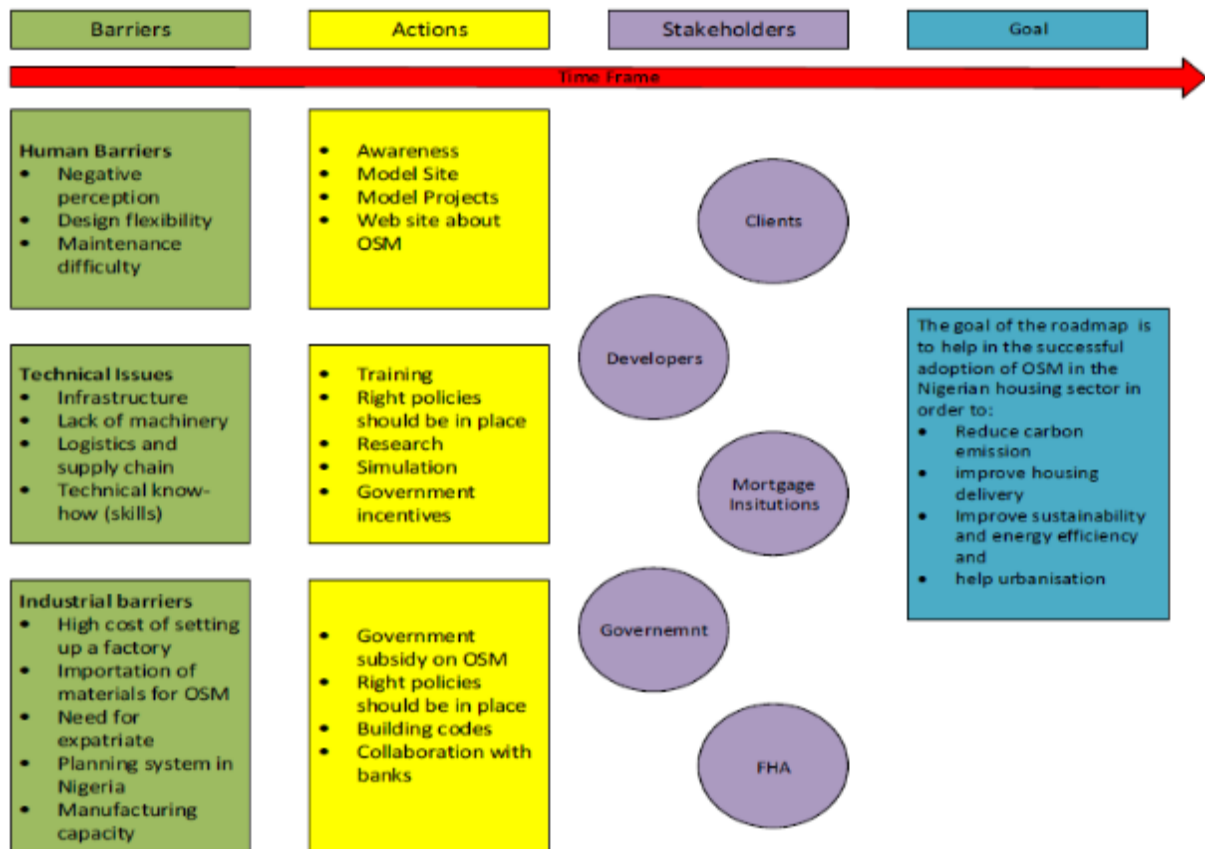 Barriers
Actions
Stakeholders
Goal
Time Frame
Human Barriers
• Negative
perception
• Design flexibility
• Maintenance
difficulty
• Awareness
• Model Site
• Model Projects
• Web site about
OSM
Clients
Developers
Technical Issues
• Infrastructure
• Lack of machinery
• Logistics and
supply chain
• Technical know-
how (skills)
• Training
• Right policies
should be in place
• Research
• Simulation
• Government
incentives
Mortgage
Insitutions
The goal of the roadmap is
to help in the successful
adoption of OSM in the
Nigerian housing sector in
order to:
• Reduce carbon
emission
• improve housing
delivery
• Improve sustainability
and energy efficiency
and
• help urbanisation
Industrial barriers
• High cost of setting
up a factory
• Importation of
materials for OSM
• Need for
expatriate
• Planning system in
Nigeria
• Manufacturing
capacity
• Government
subsidy on OSM
• Right policies
should be in place
• Building codes
• Collaboration with
banks
Governemnt
FHA